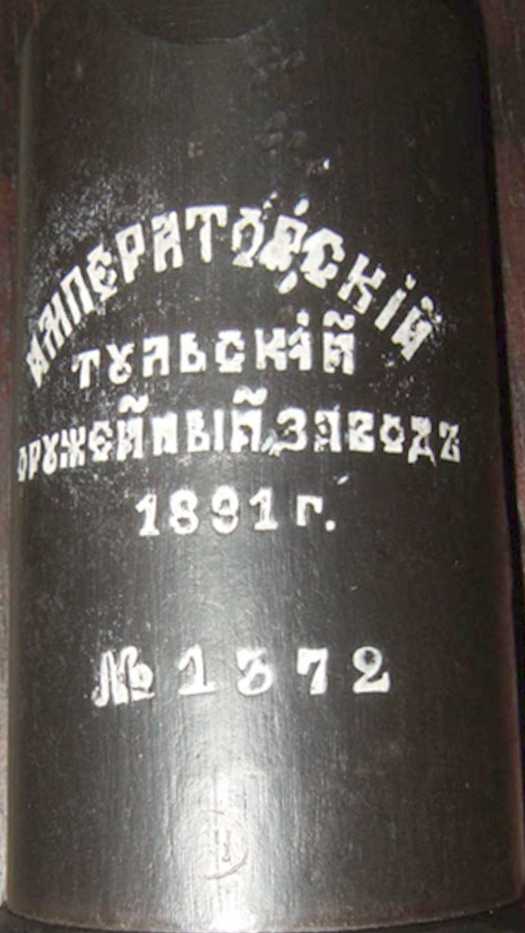 ИМПЕРАТОРСКІЙ
ТУЛЬСКІЙ
ОРУЖЕЙНЫЙ ЗАВОДЪ
1891 г.
№ 1372